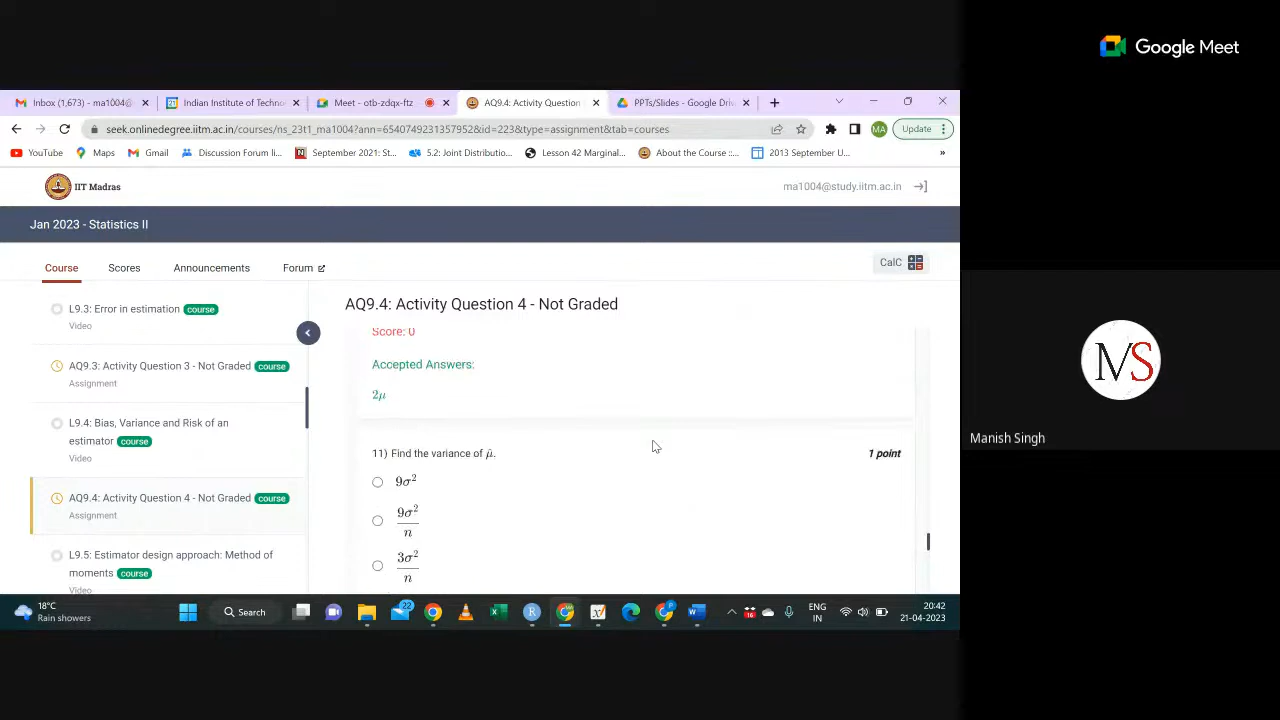 Google Meet
Inbox (1,673) - ma1004@
Indian Institute of Techno
Meet - otb-zdqx-ftz
AQ9.4: Activity Question
PPTs/Slides - Google Dri
seek.onlinedegree.iitm.ac.in/courses/ns_23t1_ma1004?ann=6540749231357952&id=223&type=assignment&tab=courses
MA
Update
YouTube
Maps
Gmail
Discussion Forum li...
September 2021: St...
5.2: Joint Distributio...
Lesson 42 Marginal...
About the Course ::...
2013 September U...
»
IIT Madras
ma1004@study.iitm.ac.in
Jan 2023 - Statistics II
Course
Scores
Announcements
Forum
CalC
L9.3: Error in estimation course
Video
AQ9.3: Activity Question 3 - Not Graded course
Assignment
L9.4: Bias, Variance and Risk of an
estimator course
Video
AQ9.4: Activity Question 4 - Not Graded course
Assignment
L9.5: Estimator design approach: Method of
moments course
Video
AQ9.4: Activity Question 4 - Not Graded
Score: 0
Accepted Answers:
2μ
11) Find the variance of μ̂.
1 point
9σ²
9σ²
n
3σ²
n
MS
Manish Singh
18°C
Rain showers
Search
22
16
ENG
IN
20:42
21-04-2023